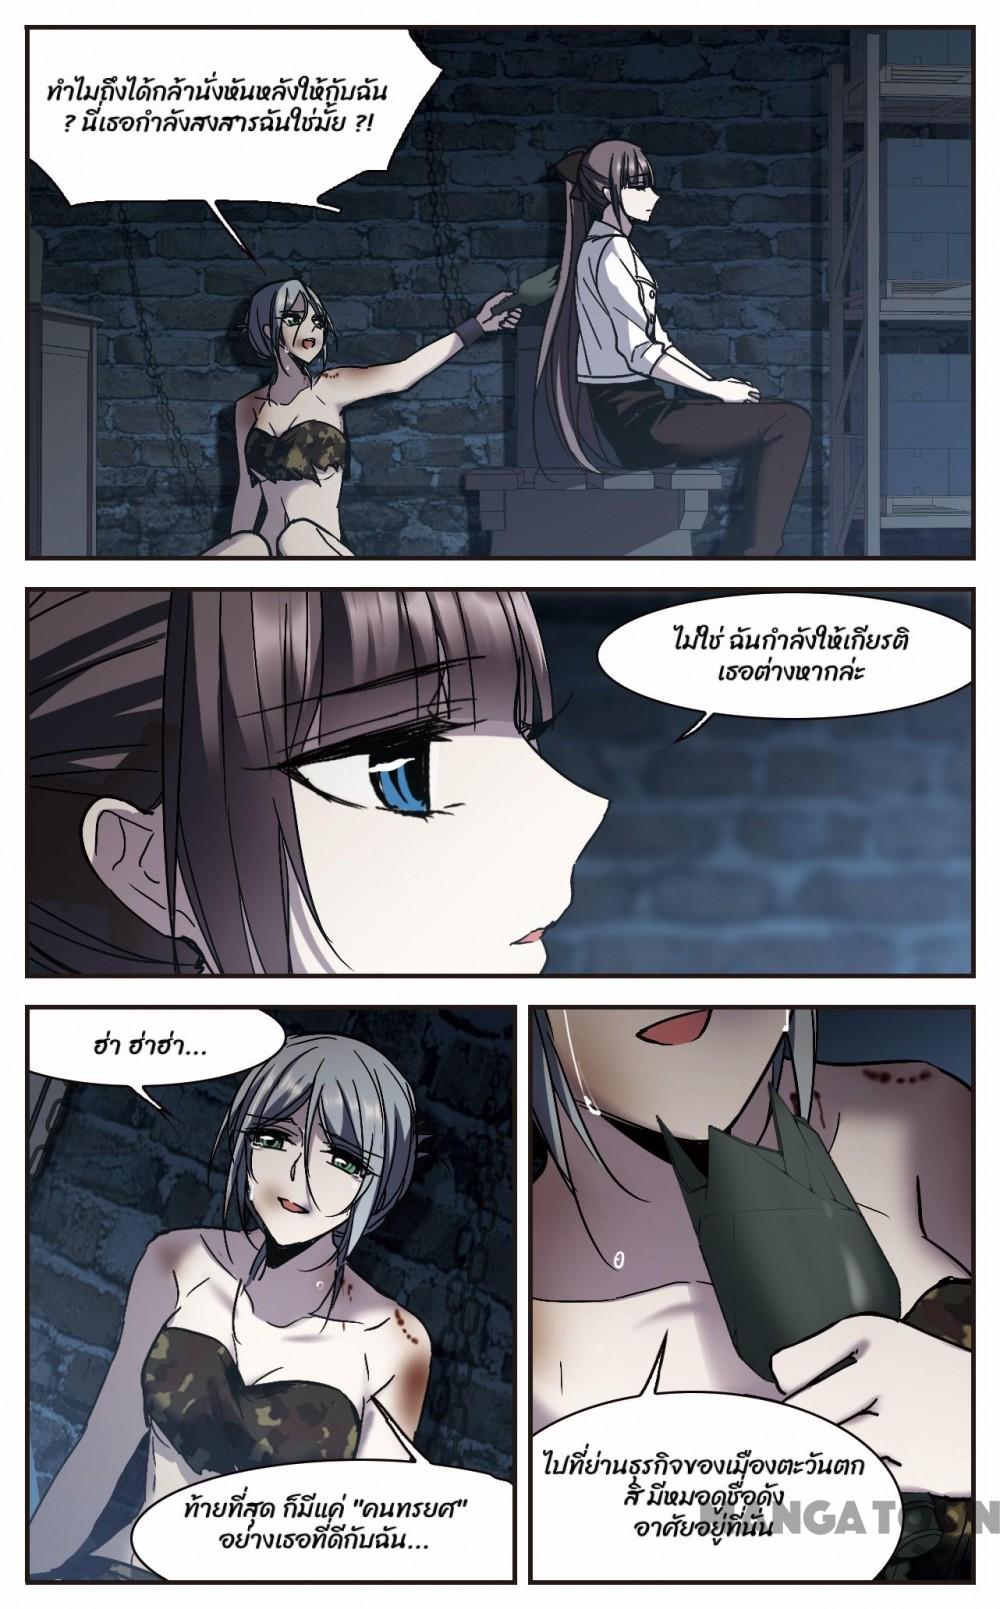 ทำไมถึงได้กล้านั่งหันหลังให้กับฉัน
? นี่เธอกำลังสงสารฉันใช่มั้ย ?!
ไม่ใช่ ฉันกำลังให้เกียรติ
เธอต่างหากล่ะ
ฮ่า ฮ่าฮ่า...
ท้ายที่สุด ก็มีแค่ "คนทรยศ"
อย่างเธอที่ดีกับฉัน...
ไปที่ย่านธุรกิจของเมืองตะวันตก
สิ มีหมอดูชื่อดัง
อาศัยอยู่ที่นั่น
MANGATOWN